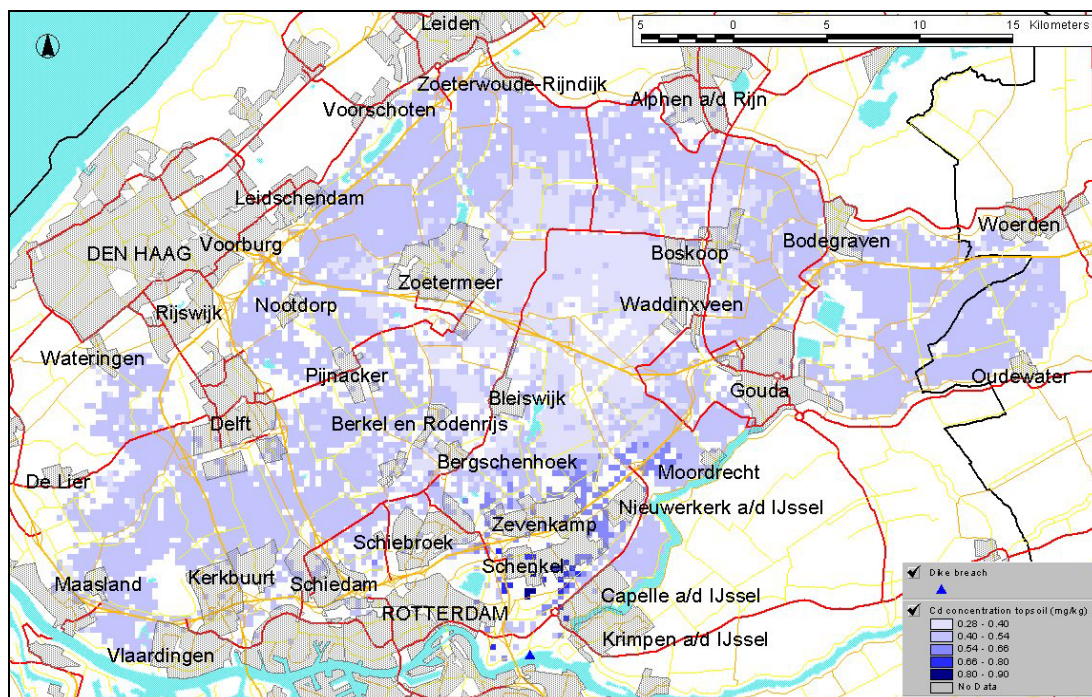 Leiden
5 0 5 10 15 Kilometers
Zoeterwoude-Rijndijk
Alphen a/d Rijn
Voorschoten
Leidschendam
Woerden
DEN HAAG
Voorburg
Boskoop
Bodegraven
Zoetermeer
Nootdorp
Waddinxveen
Rijswijk
Wateringen
Pijnacker
Oudewater
Gouda
Bleiswijk
Delft
Berkel en Rodenrijs
Bergschenhoek
Moordrecht
De Lier
Nieuwerkerk a/d IJssel
Zevenkamp
Schiebroek
Schenkel
Maasland
Kerkbuurt
Schiedam
Capelle a/d IJssel
ROTTERDAM
Krimpen a/d IJssel
Vlaardingen
Dike breach
Cd concentration topsoil (mg/kg)
0.28 - 0.40
0.40 - 0.54
0.54 - 0.66
0.66 - 0.80
0.80 - 0.90
No Data